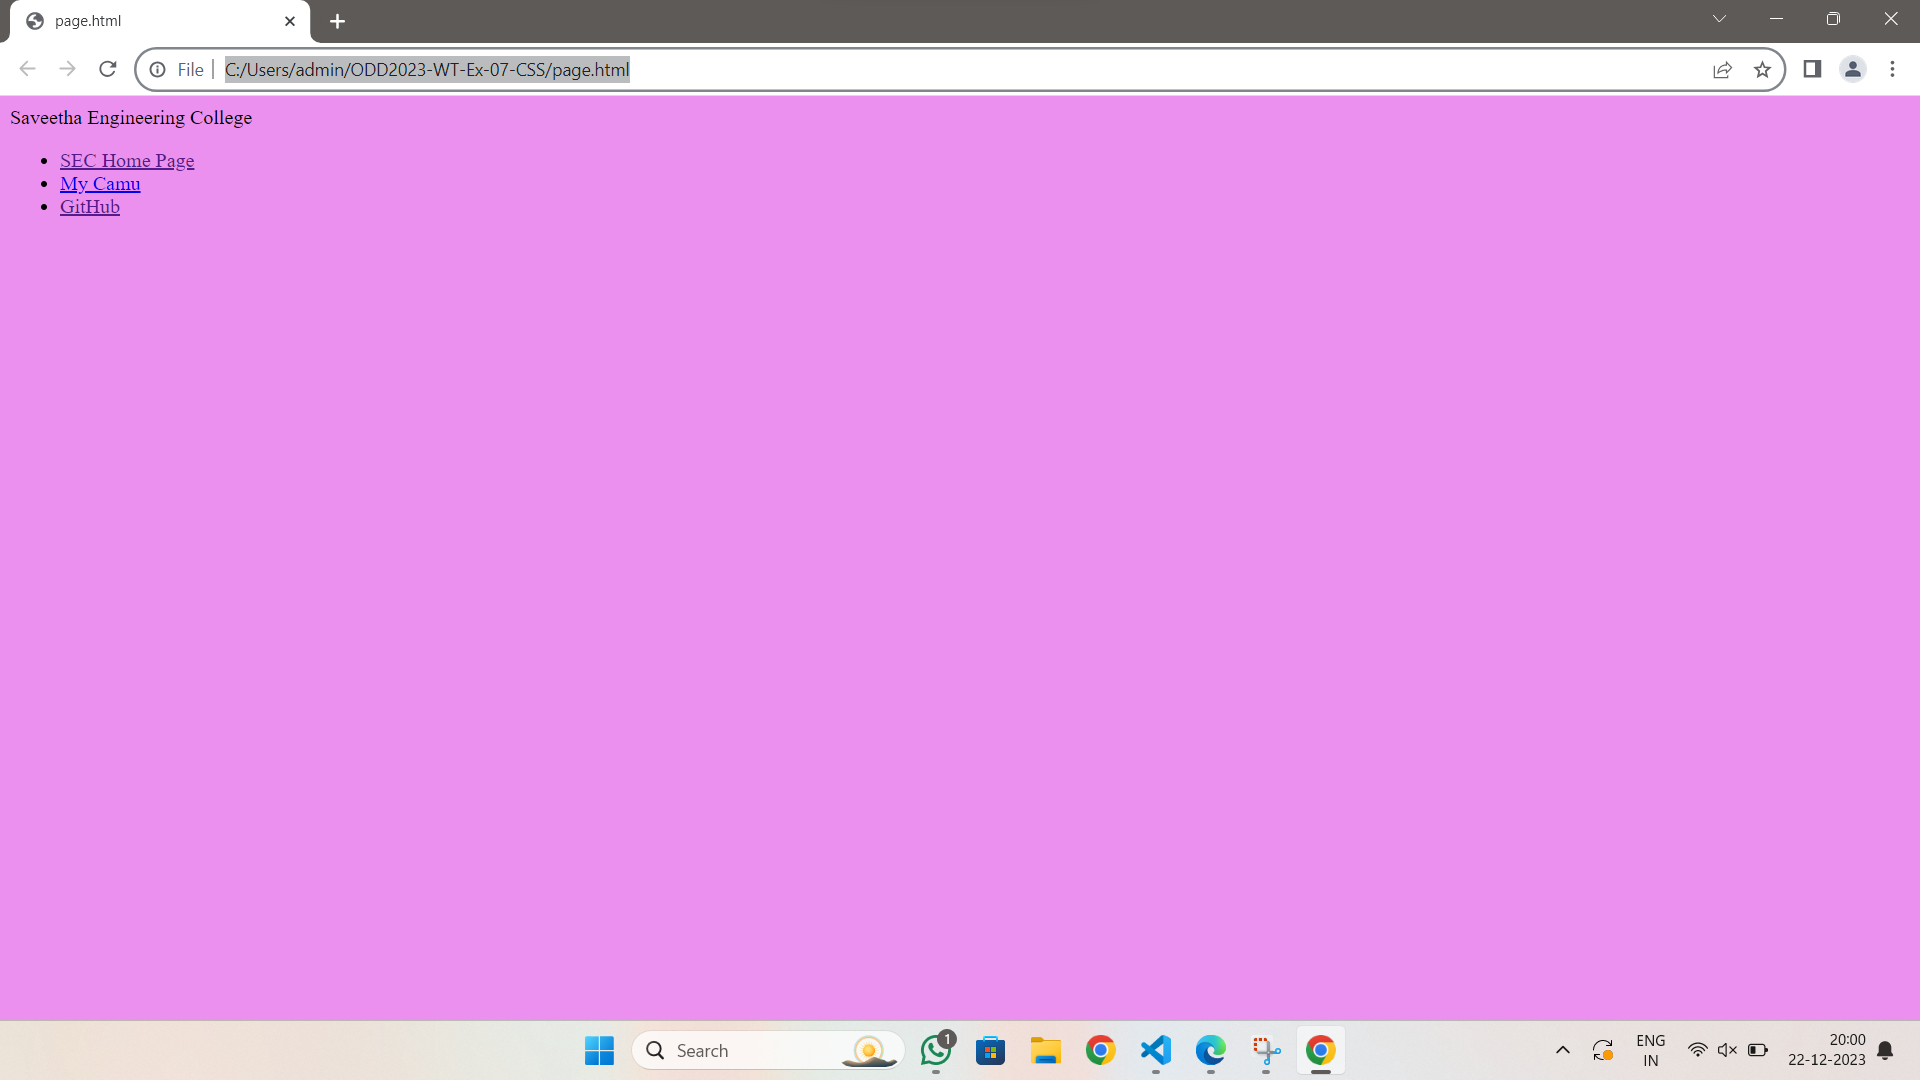 page.html
File
C:/Users/admin/ODD2023-WT-Ex-07-CSS/page.html
Saveetha Engineering College
SEC Home Page
My Camu
GitHub
Search
1
ENG
IN
20:00
22-12-2023